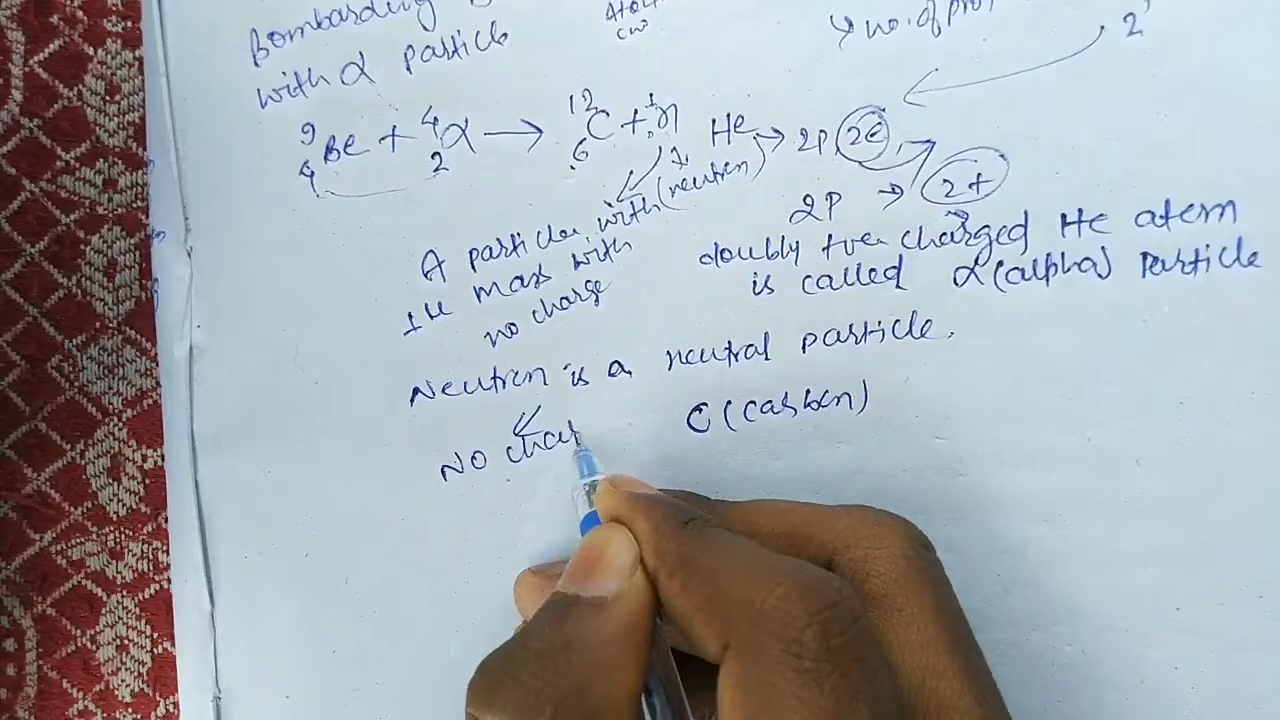 Bombarding
with α particle
→ no. of pro
2
⁹₄Be + ⁴₂α → ¹²₆C + ¹₀n
He → 2P, 2e
(neutron)
2P → 2+
A particle with
mass with
no charge
doubly +ve charged He atom
is called α(alpha) particle
Neutron is a neutral particle.
C (carbon)
NO char